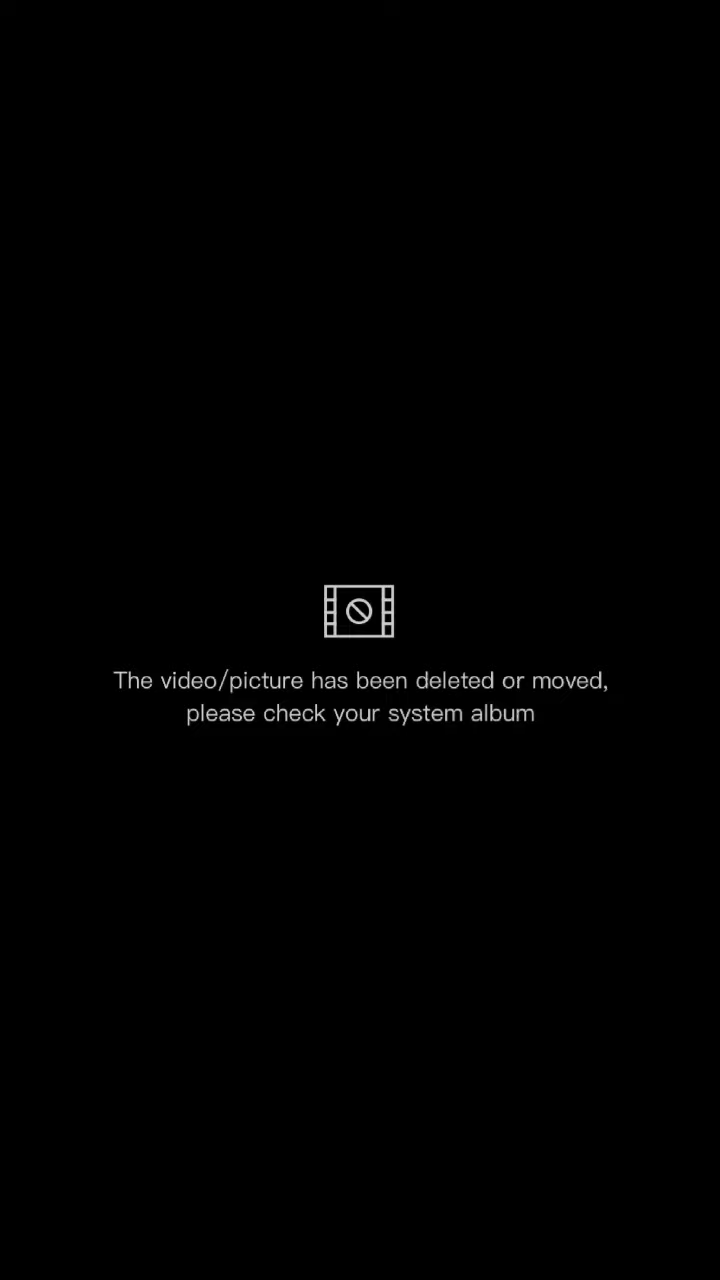 The video/picture has been deleted or moved,
please check your system album